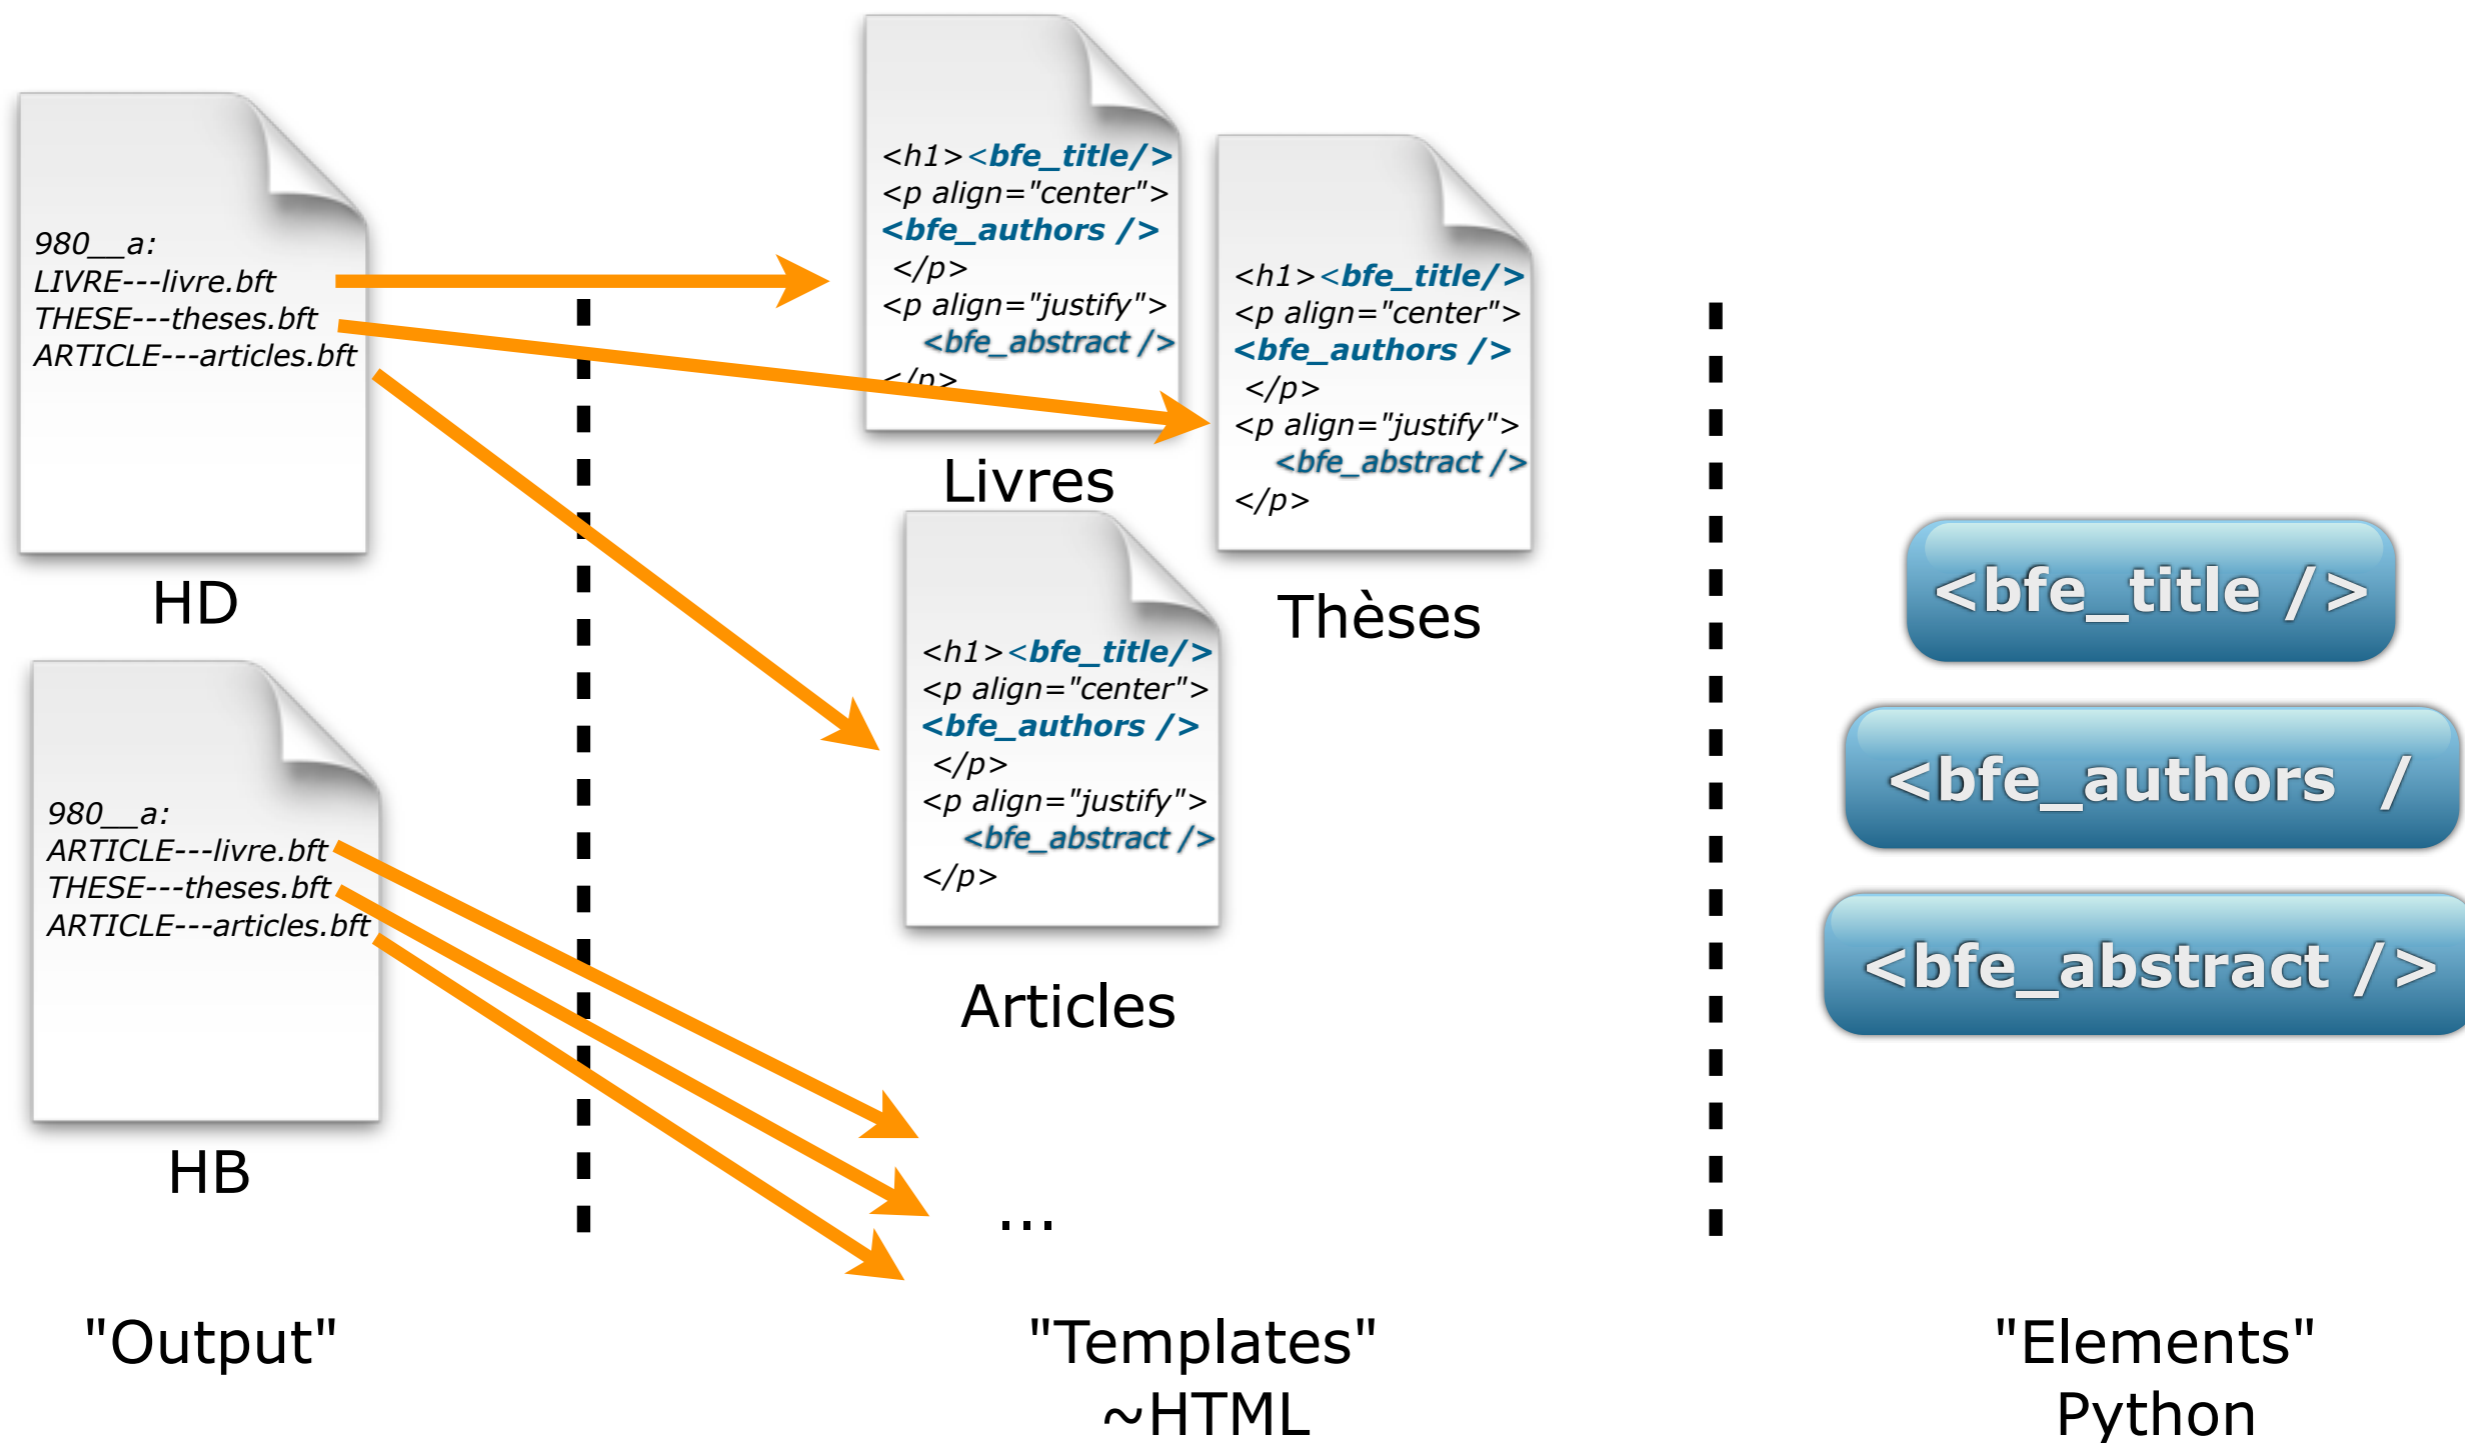 980__a:
LIVRE---livre.bft
THESE---theses.bft
ARTICLE---articles.bft
HD
980__a:
ARTICLE---livre.bft
THESE---theses.bft
ARTICLE---articles.bft
HB
"Output"
<h1><bfe_title/>
<p align="center">
<bfe_authors />
</p>
<p align="justify">
<bfe_abstract />
</p>
Livres
<h1><bfe_title/>
<p align="center">
<bfe_authors />
</p>
<p align="justify">
<bfe_abstract />
</p>
Thèses
<h1><bfe_title/>
<p align="center">
<bfe_authors />
</p>
<p align="justify">
<bfe_abstract />
</p>
Articles
...
"Templates"
~HTML
<bfe_title />
<bfe_authors /
<bfe_abstract />
"Elements"
Python